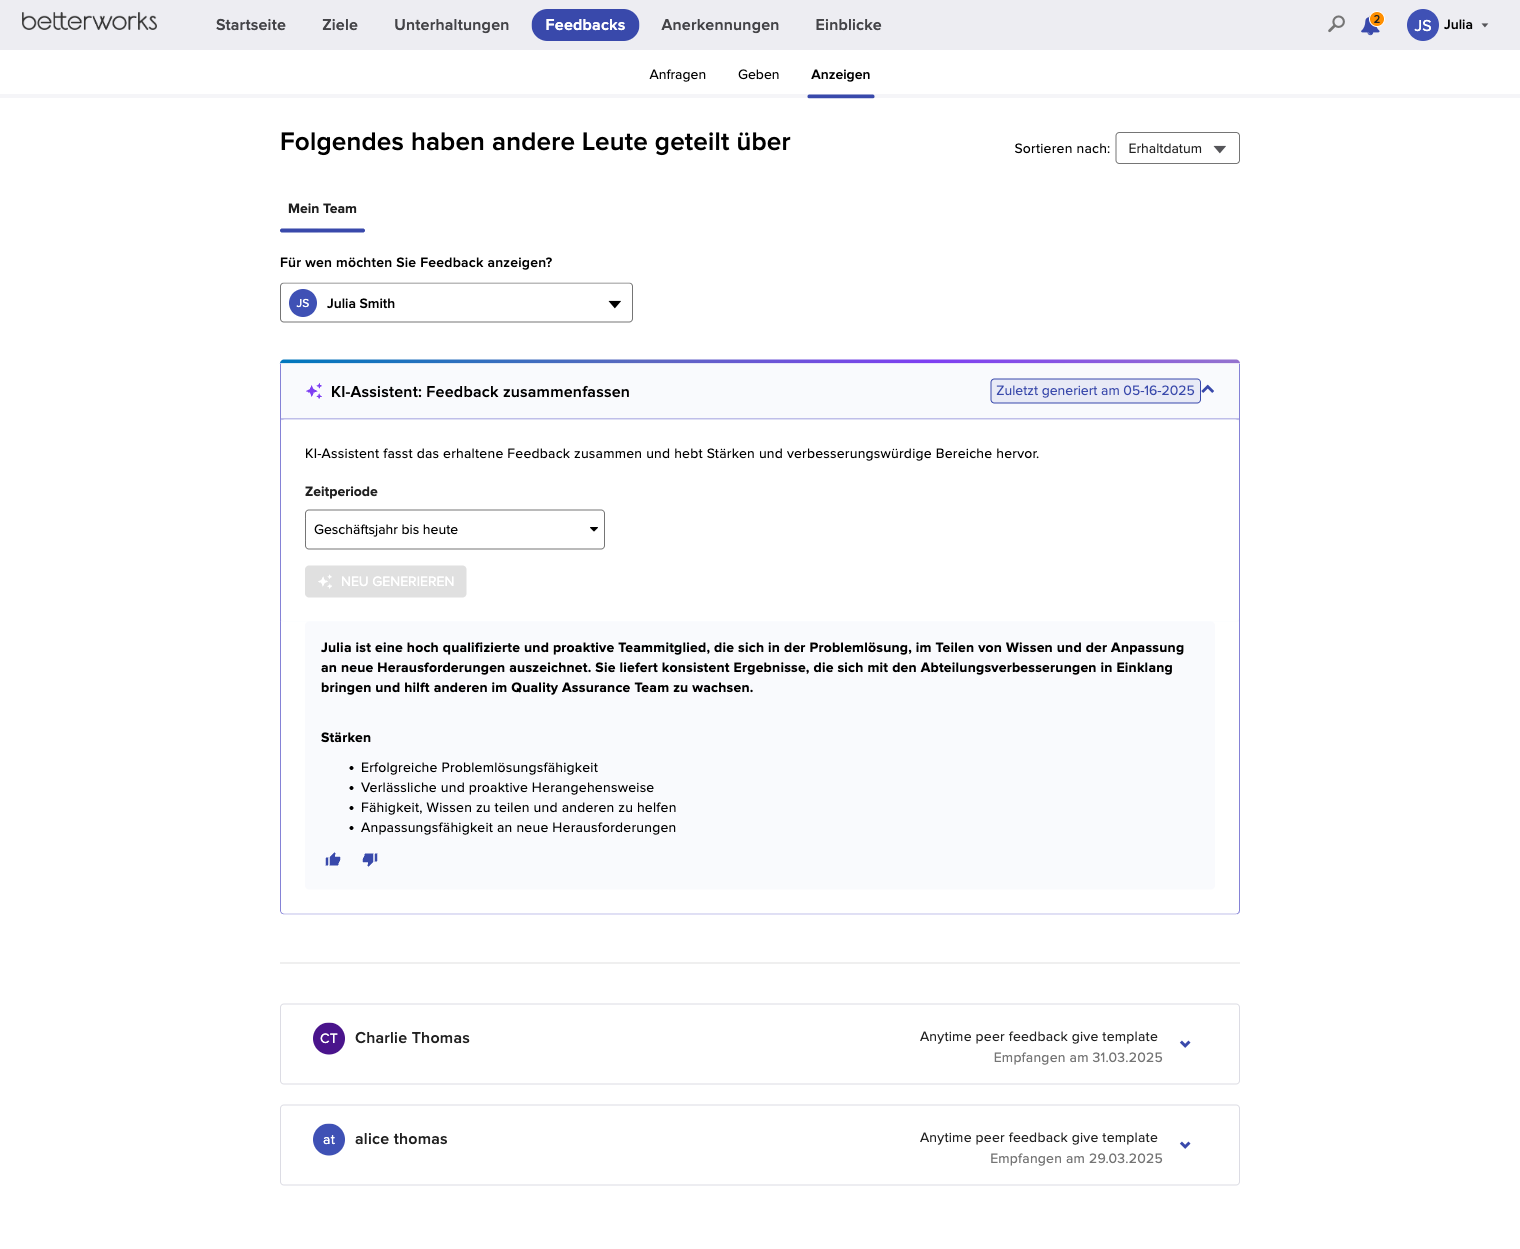 betterworks
Startseite
Ziele
Unterhaltungen
Feedbacks
Anerkennungen
Einblicke
2
JS
Julia
Anfragen
Geben
Anzeigen
Folgendes haben andere Leute geteilt über
Sortieren nach:
Erhaltdatum
Mein Team
Für wen möchten Sie Feedback anzeigen?
JS
Julia Smith
KI-Assistent: Feedback zusammenfassen
Zuletzt generiert am 05-16-2025
KI-Assistent fasst das erhaltene Feedback zusammen und hebt Stärken und verbesserungswürdige Bereiche hervor.
Zeitperiode
Geschäftsjahr bis heute
NEU GENERIEREN
Julia ist eine hoch qualifizierte und proaktive Teammitglied, die sich in der Problemlösung, im Teilen von Wissen und der Anpassung
an neue Herausforderungen auszeichnet. Sie liefert konsistent Ergebnisse, die sich mit den Abteilungsverbesserungen in Einklang
bringen und hilft anderen im Quality Assurance Team zu wachsen.
Stärken
• Erfolgreiche Problemlösungsfähigkeit
• Verlässliche und proaktive Herangehensweise
• Fähigkeit, Wissen zu teilen und anderen zu helfen
• Anpassungsfähigkeit an neue Herausforderungen
CT
Charlie Thomas
Anytime peer feedback give template
Empfangen am 31.03.2025
at
alice thomas
Anytime peer feedback give template
Empfangen am 29.03.2025